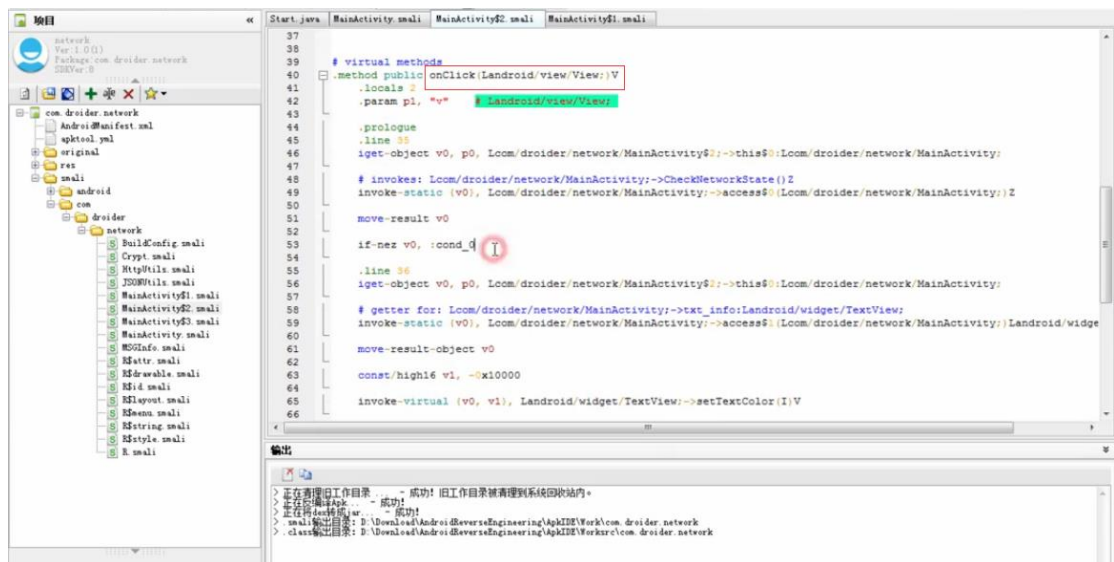 项目
network
Ver:1.0(1)
Package:com.droider.network
SDKVer:8
com.droider.network
AndroidManifest.xml
apktool.yml
original
res
smali
android
com
droider
network
BuildConfig.smali
Crypt.smali
HttpUtils.smali
JSONUtils.smali
MainActivity$1.smali
MainActivity$2.smali
MainActivity$3.smali
MainActivity.smali
MSGInfo.smali
R$attr.smali
R$drawable.smali
R$id.smali
R$layout.smali
R$menu.smali
R$string.smali
R$style.smali
R.smali
Start.java MainActivity.smali MainActivity$2.smali MainActivity$1.smali
37
38
39 # virtual methods
40 .method public onClick(Landroid/view/View;)V
41 .locals 2
42 .param p1, "v" # Landroid/view/View;
43
44 .prologue
45 .line 35
46 iget-object v0, p0, Lcom/droider/network/MainActivity$2;->this$0:Lcom/droider/network/MainActivity;
47
48 # invokes: Lcom/droider/network/MainActivity;->CheckNetworkState()Z
49 invoke-static {v0}, Lcom/droider/network/MainActivity;->access$0(Lcom/droider/network/MainActivity;)Z
50
51 move-result v0
52
53 if-nez v0, :cond_0
54
55 .line 36
56 iget-object v0, p0, Lcom/droider/network/MainActivity$2;->this$0:Lcom/droider/network/MainActivity;
57
58 # getter for: Lcom/droider/network/MainActivity;->txt_info:Landroid/widget/TextView;
59 invoke-static {v0}, Lcom/droider/network/MainActivity;->access$1(Lcom/droider/network/MainActivity;)Landroid/widge
60
61 move-result-object v0
62
63 const/high16 v1, -0x10000
64
65 invoke-virtual {v0, v1}, Landroid/widget/TextView;->setTextColor(I)V
66
输出
> 正在清理旧工作目录 ... - 成功! 旧工作目录被清理到系统回收站内。
> 正在反编译Apk... - 成功!
> 正在将dex转成jar... - 成功!
> .smali输出目录: D:\Download\AndroidReverseEngineering\ApkIDE\Work\com.droider.network
> .class输出目录: D:\Download\AndroidReverseEngineering\ApkIDE\Worksrc\com.droider.network